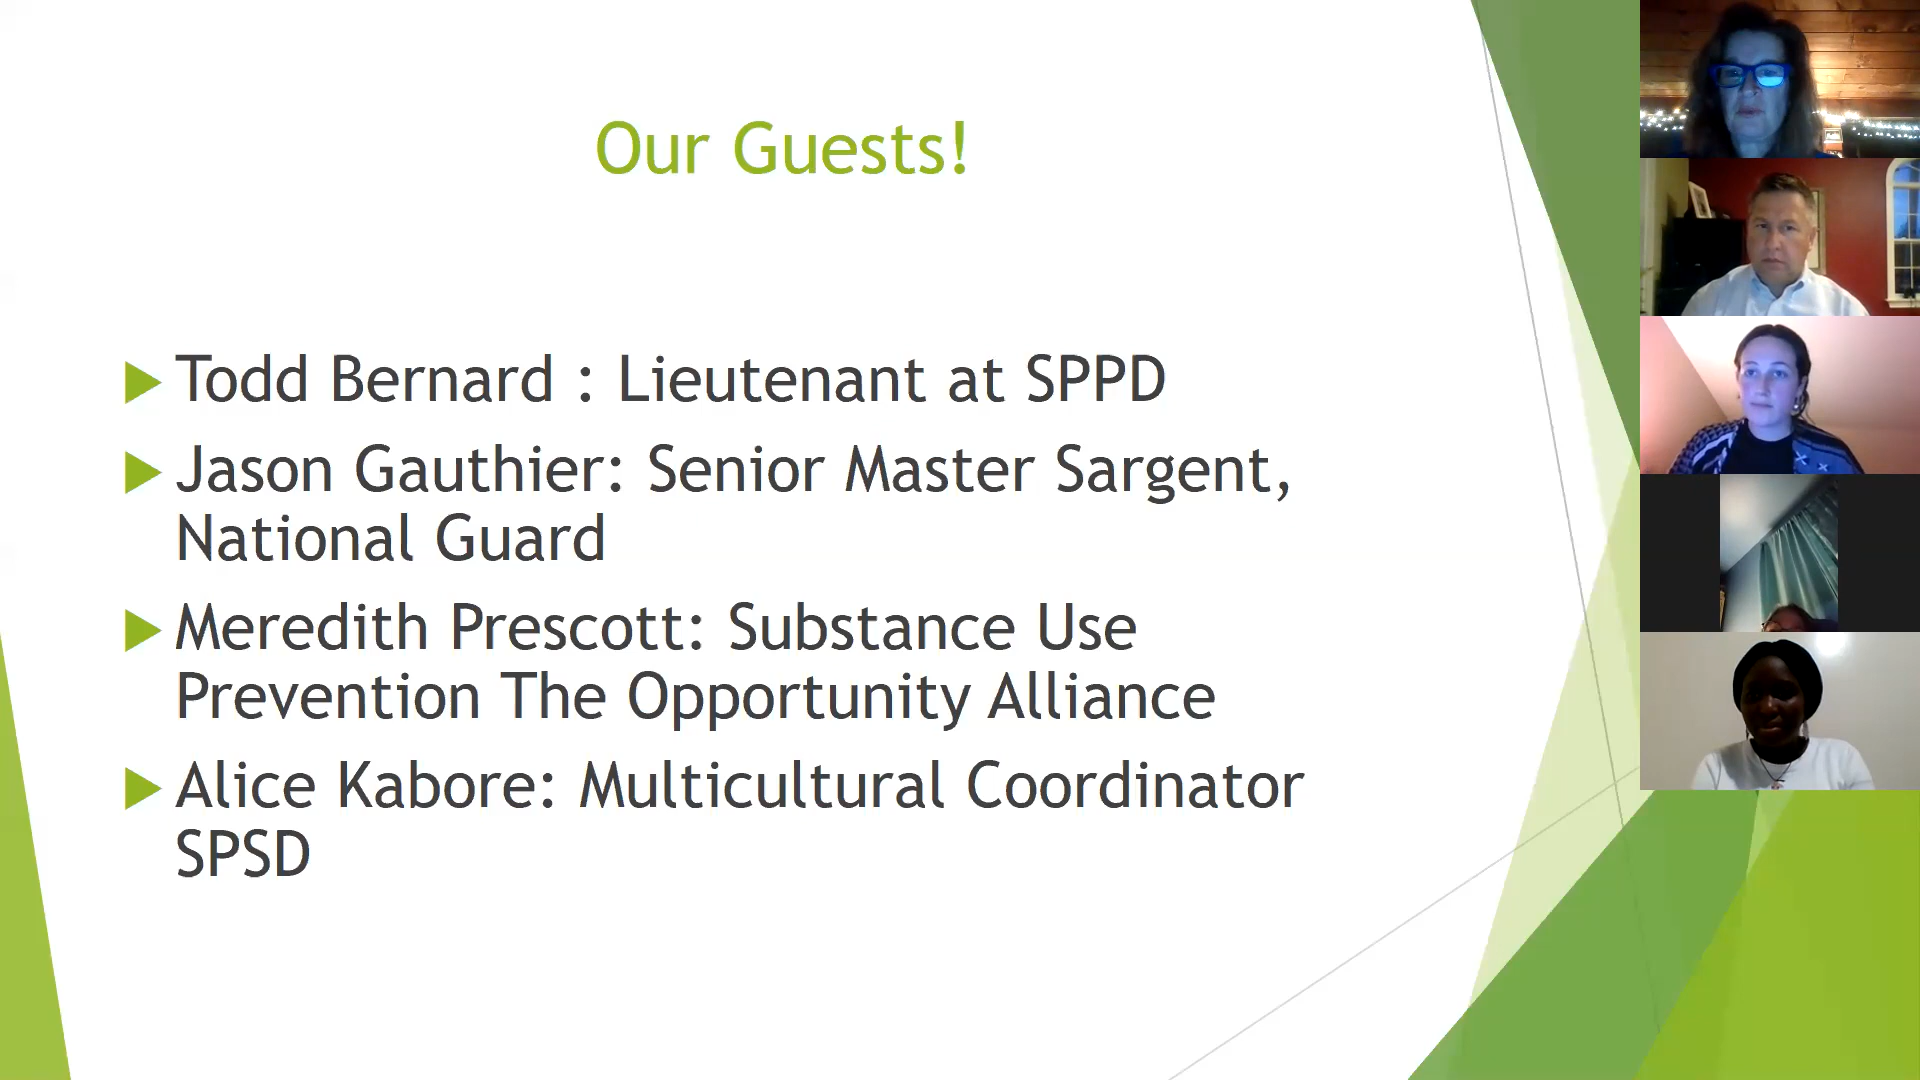 Our Guests!
Todd Bernard : Lieutenant at SPPD
Jason Gauthier: Senior Master Sargent,
National Guard
Meredith Prescott: Substance Use
Prevention The Opportunity Alliance
Alice Kabore: Multicultural Coordinator
SPSD